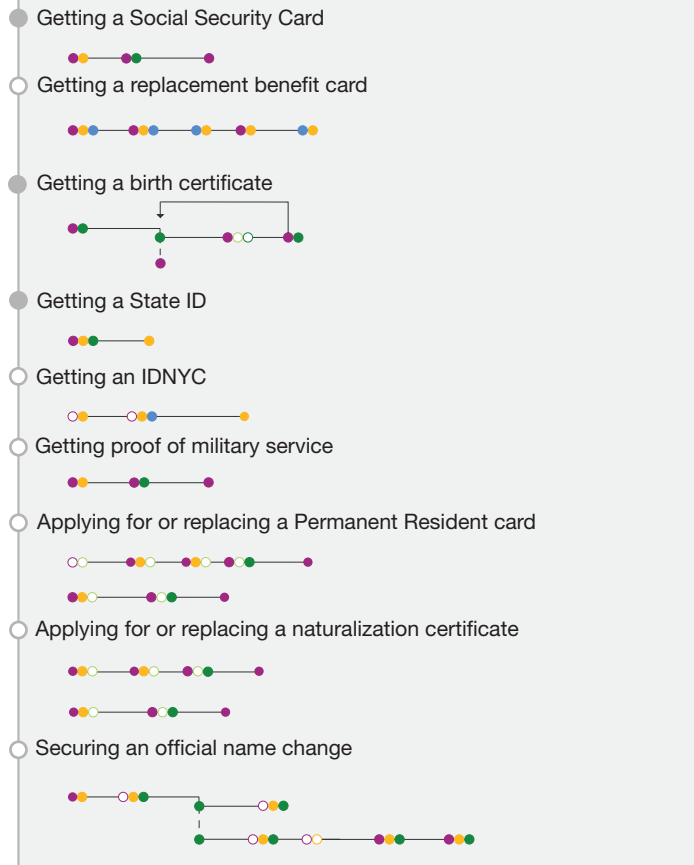 Getting a Social Security Card
Getting a replacement benefit card
Getting a birth certificate
Getting a State ID
Getting an IDNYC
Getting proof of military service
Applying for or replacing a Permanent Resident card
Applying for or replacing a naturalization certificate
Securing an official name change